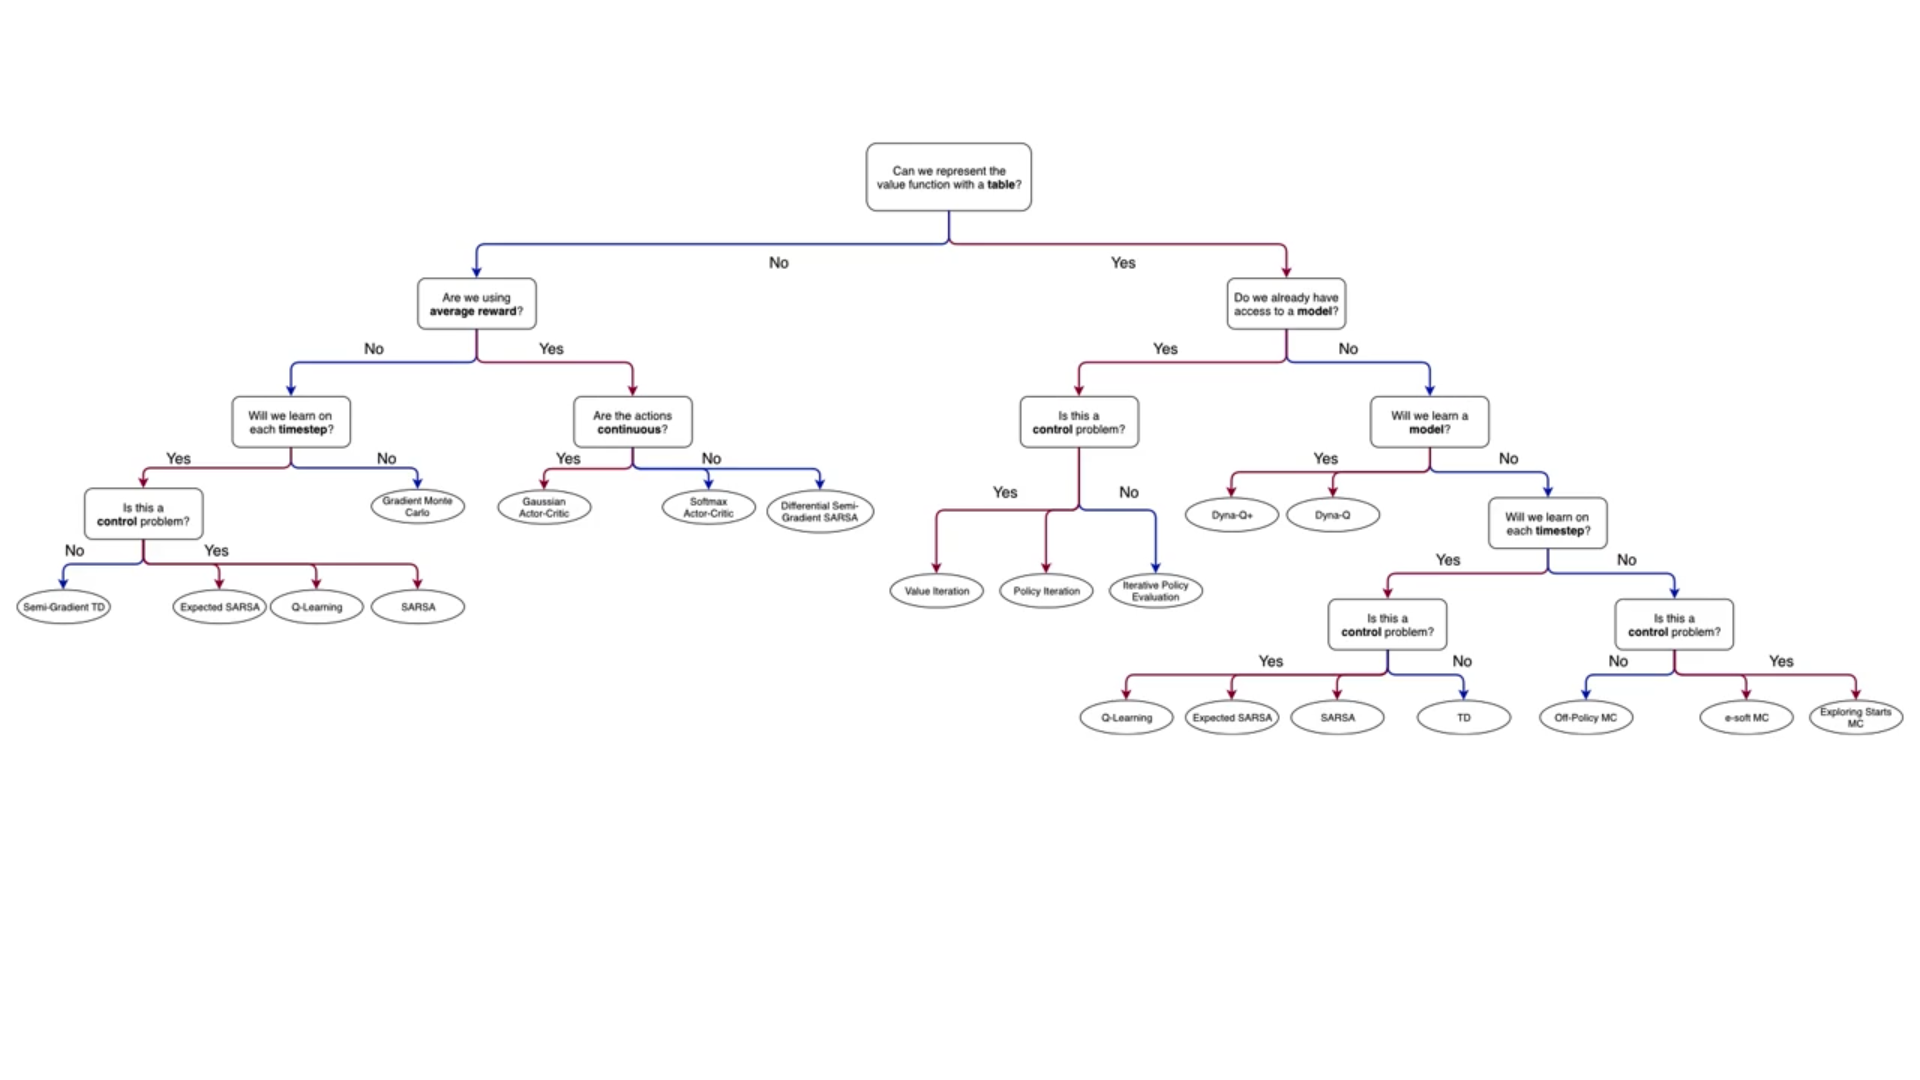 Can we represent the
value function with a table?
No
Yes
Are we using
average reward?
Do we already have
access to a model?
No
Yes
Yes
No
Will we learn on
each timestep?
Are the actions
continuous?
Is this a
control problem?
Will we learn a
model?
Yes
No
Yes
No
Yes
No
Yes
No
Is this a
control problem?
Gradient Monte
Carlo
Gaussian
Actor-Critic
Softmax
Actor-Critic
Differential Semi-
Gradient SARSA
Dyna-Q+
Dyna-Q
Will we learn on
each timestep?
No
Yes
Yes
No
Semi-Gradient TD
Expected SARSA
Q-Learning
SARSA
Value Iteration
Policy Iteration
Iterative Policy
Evaluation
Is this a
control problem?
Is this a
control problem?
Yes
No
No
Yes
Q-Learning
Expected SARSA
SARSA
TD
Off-Policy MC
e-soft MC
Exploring Starts
MC